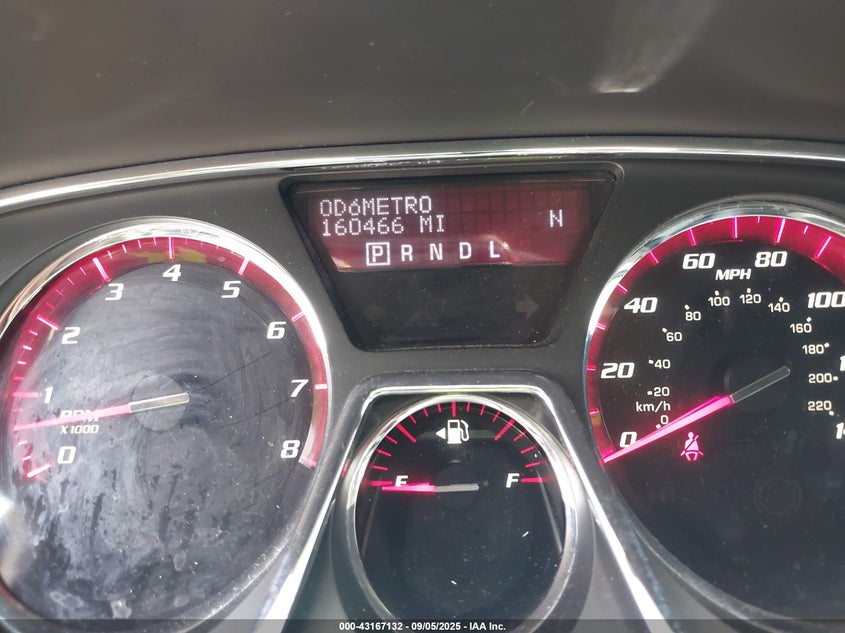 OD6METRO
160466 MI N
P R N D L
0 1 2 3 4 5 6 7 8
RPM
X1000
E F
0 20 40 60 80 100
MPH
0 20 40 60 80 100 120 140 160 180 200 220
km/h
000-43167132 - 09/05/2025 - IAA Inc.